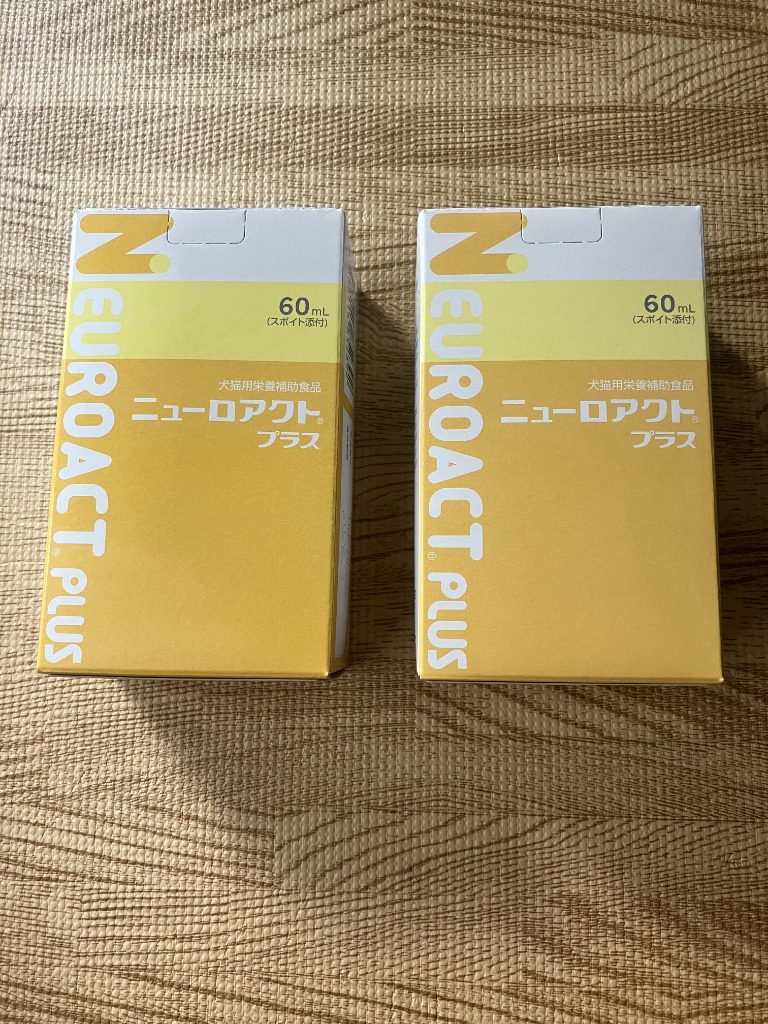 NEUROACT® PLUS
60mL
(スポイト添付)
犬猫用栄養補助食品
ニューロアクト®
プラス
NEUROACT® PLUS
60mL
(スポイト添付)
犬猫用栄養補助食品
ニューロアクト®
プラス